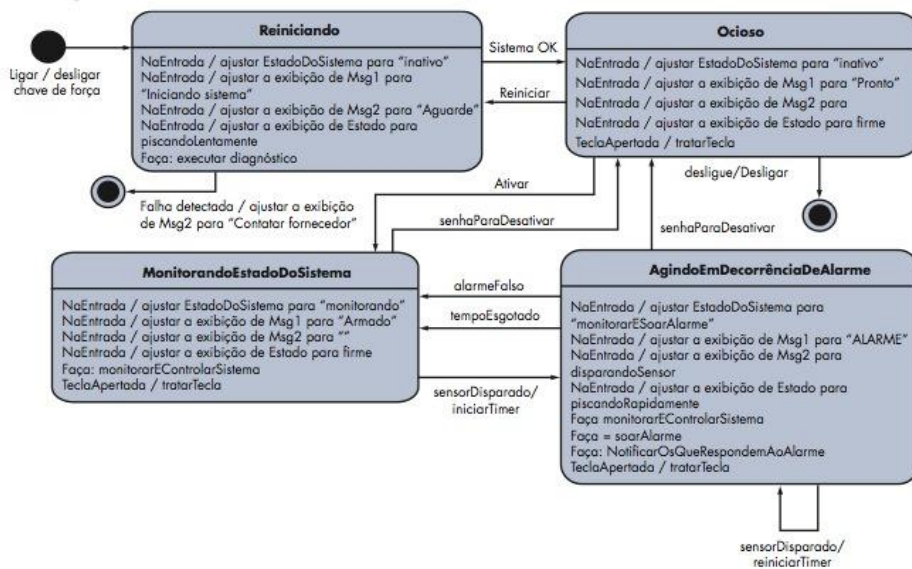 Ligar / desligar
chave de força
Reiniciando
NaEntrada / ajustar EstadoDoSistema para “inativo”
NaEntrada / ajustar a exibição de Msg1 para
“Iniciando sistema”
NaEntrada / ajustar a exibição de Msg2 para “Aguarde”
NaEntrada / ajustar a exibição de Estado para
piscandoLentamente
Faça: executar diagnóstico
Sistema OK
Reiniciar
Ocioso
NaEntrada / ajustar EstadoDoSistema para “inativo”
NaEntrada / ajustar a exibição de Msg1 para “Pronto”
NaEntrada / ajustar a exibição de Msg2 para
NaEntrada / ajustar a exibição de Estado para firme
TeclaApertada / tratarTecla
Falha detectada / ajustar a exibição
de Msg2 para “Contatar fornecedor”
Ativar
senhaParaDesativar
desligue/Desligar
senhaParaDesativar
MonitorandoEstadoDoSistema
NaEntrada / ajustar EstadoDoSistema para “monitorando”
NaEntrada / ajustar a exibição de Msg1 para “Armado”
NaEntrada / ajustar a exibição de Msg2 para “”
NaEntrada / ajustar a exibição de Estado para firme
Faça: monitorarEControlarSistema
TeclaApertada / tratarTecla
alarmeFalso
tempoEsgotado
sensorDisparado/
iniciarTimer
AgindoEmDecorrênciaDeAlarme
NaEntrada / ajustar EstadoDoSistema para
“monitorarESoarAlarme”
NaEntrada / ajustar a exibição de Msg1 para “ALARME”
NaEntrada / ajustar a exibição de Msg2 para
disparandoSensor
NaEntrada / ajustar a exibição de Estado para
piscandoRapidamente
Faça monitorarEControlarSistema
Faça = soarAlarme
Faça: NotificarOsQueRespondemAoAlarme
TeclaApertada / tratarTecla
sensorDisparado/
reiniciarTimer